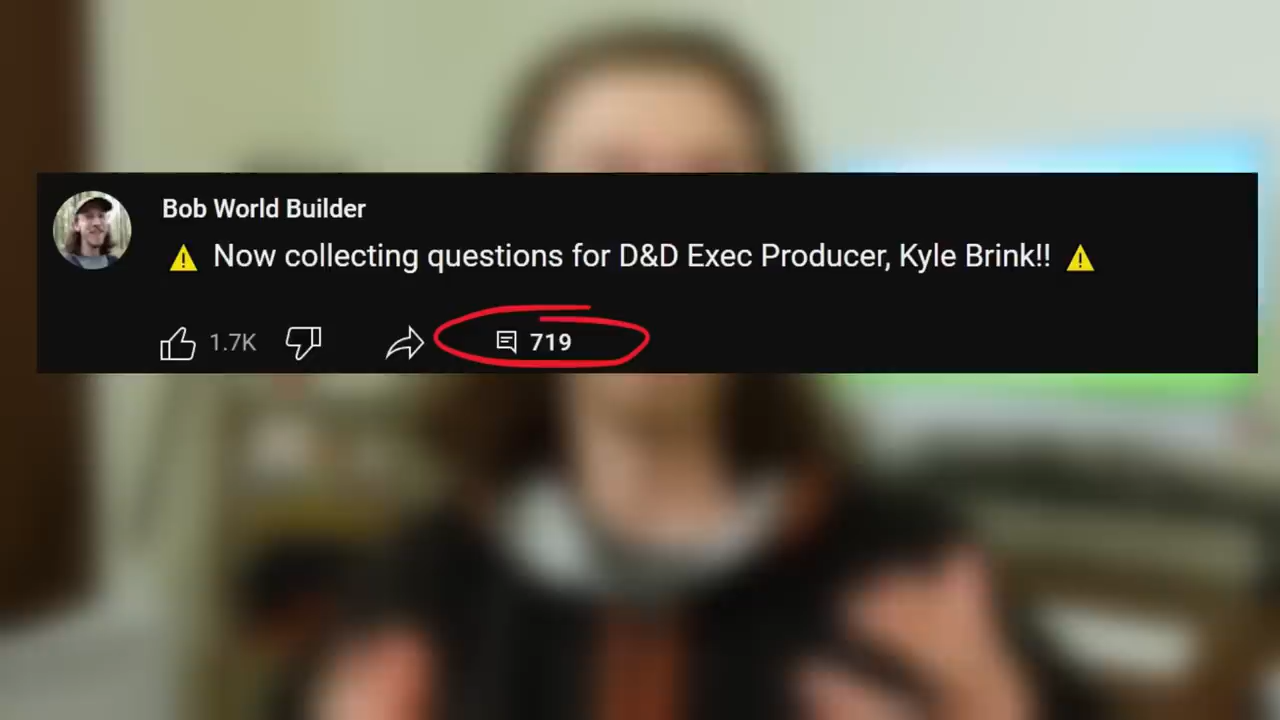 Bob World Builder
⚠ Now collecting questions for D&D Exec Producer, Kyle Brink!! ⚠
1.7K 719